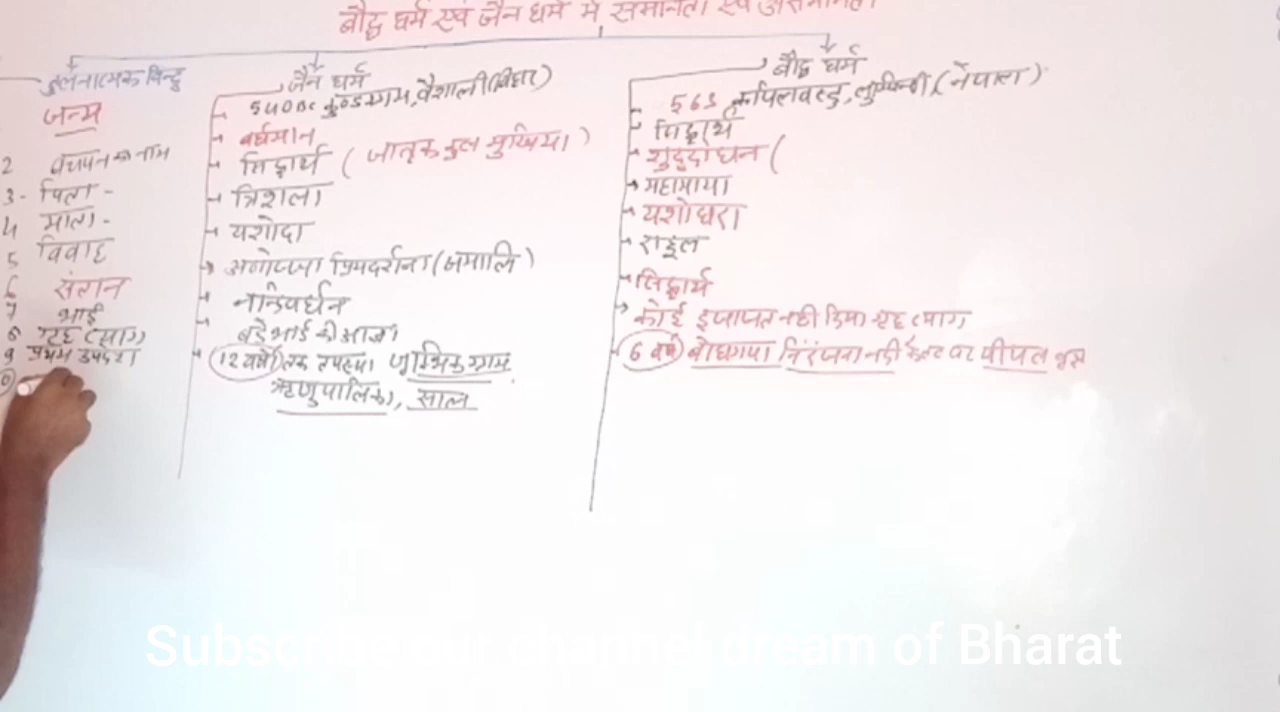 बौद्ध धर्म एवं जैन धर्म में समानता एवं असमानता
तुलनात्मक बिन्दु
जन्म
2 बचपन का नाम
3- पिता -
4 माता -
5 विवाह
6 संतान
7 भाई
8 गृह त्याग
9 प्रथम उपदेश
जैन धर्म
540BC कुण्डग्राम, वैशाली (बिहार)
वर्धमान
सिद्धार्थ ( जातृक कुल मुखिया )
त्रिशला
यशोदा
अणोज्जा प्रियदर्शना (जमालि)
नन्दिवर्धन
बड़े भाई की आज्ञा
12 वर्ष तक तपस्या जृम्भिक ग्राम
ऋजुपालिका, साल
बौद्ध धर्म
563 कपिलवस्तु, लुम्बिनी (नेपाल)
सिद्धार्थ
शुद्दोधन (
महामाया
यशोधरा
राहुल
सिद्धार्थ
कोई इजाजत नही लिया गृह त्याग
6 वर्ष बोधगया निरंजना नदी के तट पर पीपल वृक्ष
Subscribe our channel dream of Bharat